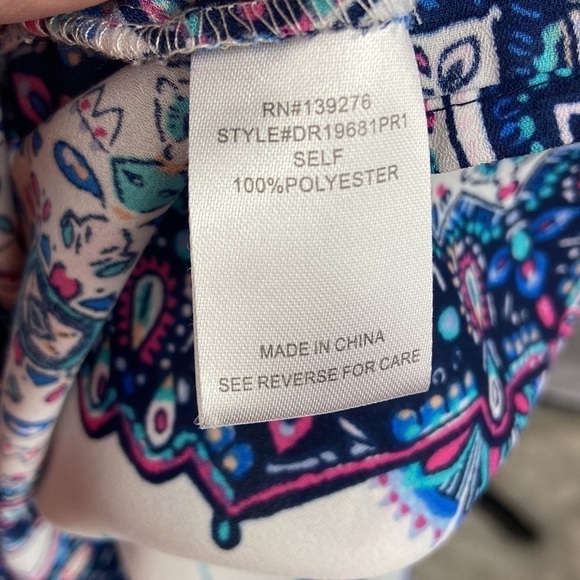 RN#139276
STYLE#DR19681PR1
SELF
100%POLYESTER
MADE IN CHINA
SEE REVERSE FOR CARE